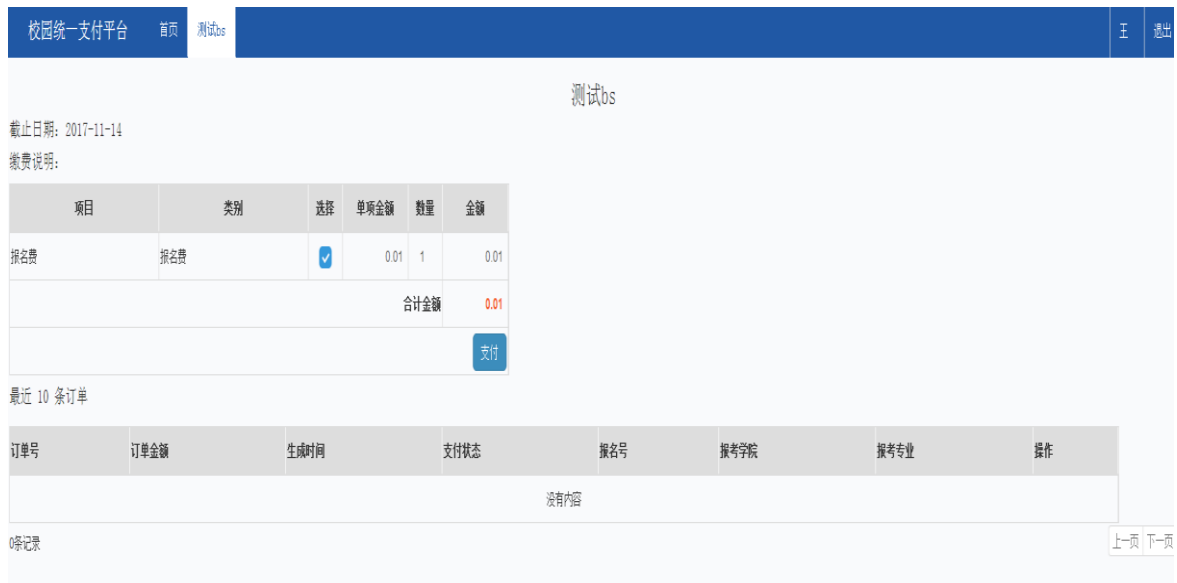 校园统一支付平台 首页 测试bs 王 退出
测试bs
截止日期: 2017-11-14
缴费说明:
项目 类别 选择 单项金额 数量 金额
报名费 报名费 0.01 1 0.01
合计金额 0.01
支付
最近 10 条订单
订单号 订单金额 生成时间 支付状态 报名号 报考学院 报考专业 操作
没有内容
0条记录 上一页 下一页